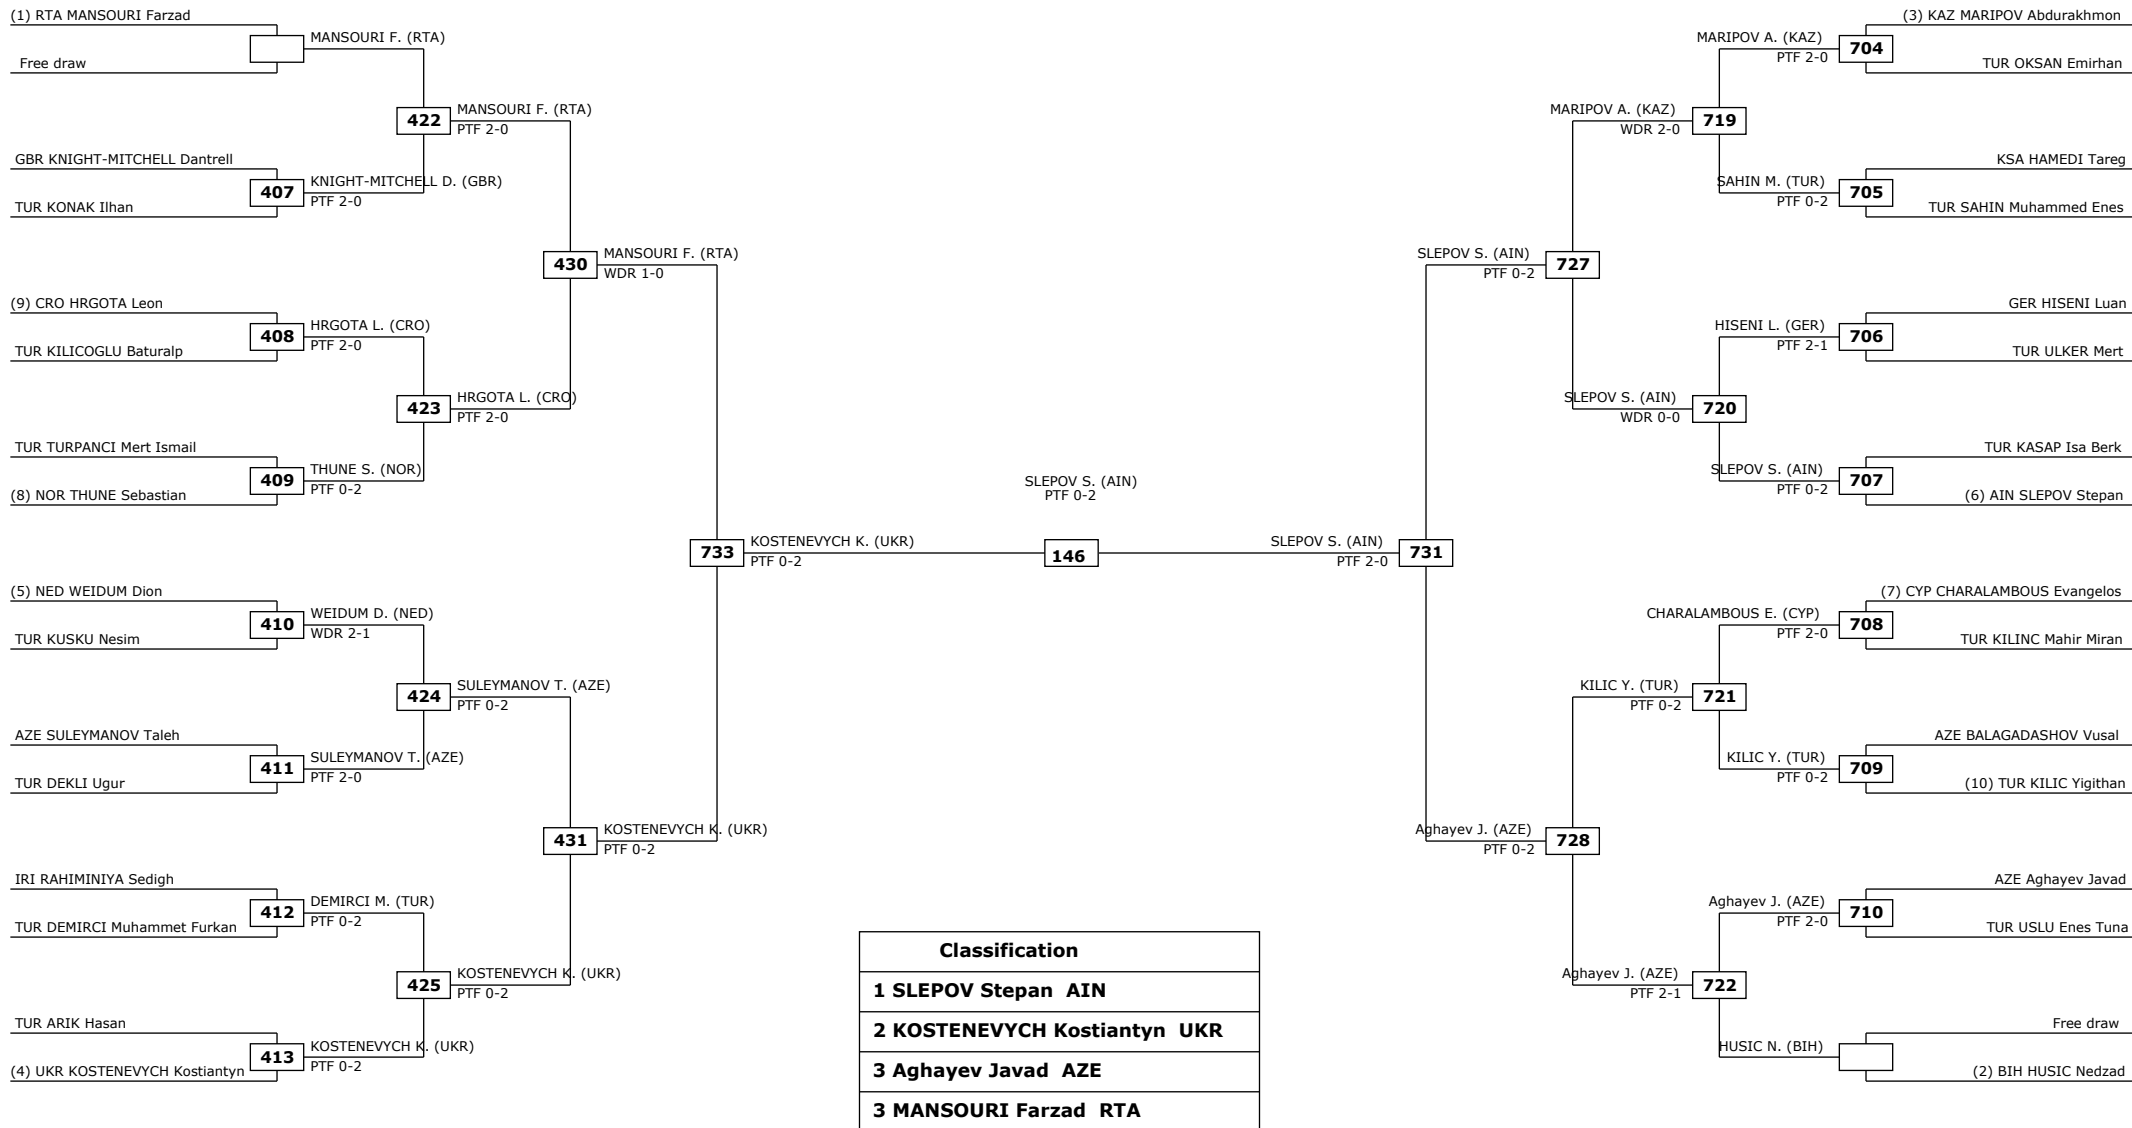 (1) RTA MANSOURI Farzad
MANSOURI F. (RTA)
Free draw
422
MANSOURI F. (RTA)
PTF 2-0
GBR KNIGHT-MITCHELL Dantrell
407
KNIGHT-MITCHELL D. (GBR)
PTF 2-0
TUR KONAK Ilhan
430
MANSOURI F. (RTA)
WDR 1-0
(9) CRO HRGOTA Leon
408
HRGOTA L. (CRO)
PTF 2-0
TUR KILICOGLU Baturalp
423
HRGOTA L. (CRO)
PTF 2-0
TUR TURPANCI Mert Ismail
409
THUNE S. (NOR)
PTF 0-2
(8) NOR THUNE Sebastian
733
KOSTENEVYCH K. (UKR)
PTF 0-2
(5) NED WEIDUM Dion
410
WEIDUM D. (NED)
WDR 2-1
TUR KUSKU Nesim
424
SULEYMANOV T. (AZE)
PTF 0-2
AZE SULEYMANOV Taleh
411
SULEYMANOV T. (AZE)
PTF 2-0
TUR DEKLI Ugur
431
KOSTENEVYCH K. (UKR)
PTF 0-2
IRI RAHIMINIYA Sedigh
412
DEMIRCI M. (TUR)
PTF 0-2
TUR DEMIRCI Muhammet Furkan
425
KOSTENEVYCH K. (UKR)
PTF 0-2
TUR ARIK Hasan
413
KOSTENEVYCH K. (UKR)
PTF 0-2
(4) UKR KOSTENEVYCH Kostiantyn
SLEPOV S. (AIN)
PTF 0-2
146
(3) KAZ MARIPOV Abdurakhmon
MARIPOV A. (KAZ)
PTF 2-0
704
TUR OKSAN Emirhan
MARIPOV A. (KAZ)
WDR 2-0
719
KSA HAMEDI Tareg
SAHIN M. (TUR)
PTF 0-2
705
TUR SAHIN Muhammed Enes
SLEPOV S. (AIN)
PTF 0-2
727
GER HISENI Luan
HISENI L. (GER)
PTF 2-1
706
TUR ULKER Mert
SLEPOV S. (AIN)
WDR 0-0
720
TUR KASAP Isa Berk
SLEPOV S. (AIN)
PTF 0-2
707
(6) AIN SLEPOV Stepan
SLEPOV S. (AIN)
PTF 2-0
731
(7) CYP CHARALAMBOUS Evangelos
CHARALAMBOUS E. (CYP)
PTF 2-0
708
TUR KILINC Mahir Miran
KILIC Y. (TUR)
PTF 0-2
721
AZE BALAGADASHOV Vusal
KILIC Y. (TUR)
PTF 0-2
709
(10) TUR KILIC Yigithan
Aghayev J. (AZE)
PTF 0-2
728
AZE Aghayev Javad
Aghayev J. (AZE)
PTF 2-0
710
TUR USLU Enes Tuna
Aghayev J. (AZE)
PTF 2-1
722
Free draw
HUSIC N. (BIH)
(2) BIH HUSIC Nedzad
Classification
1 SLEPOV Stepan AIN
2 KOSTENEVYCH Kostiantyn UKR
3 Aghayev Javad AZE
3 MANSOURI Farzad RTA